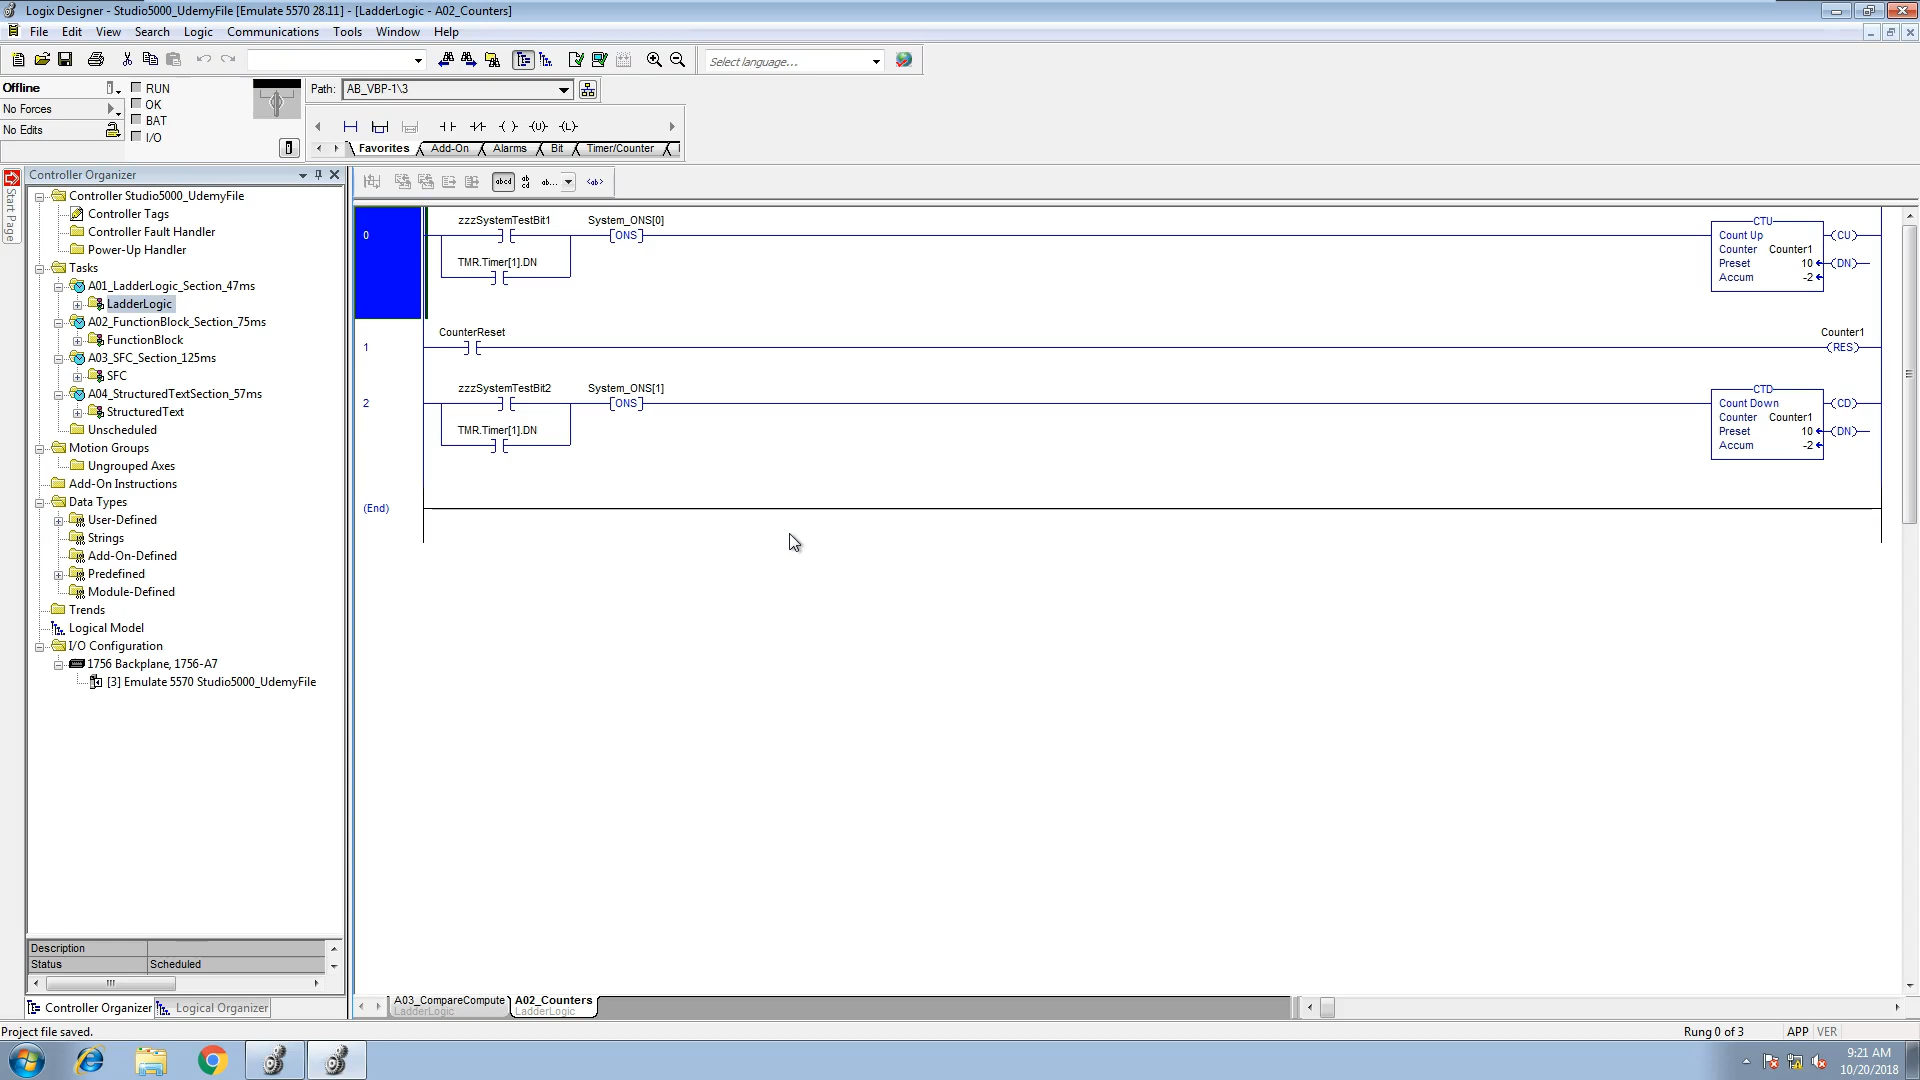 Logix Designer - Studio5000_UdemyFile [Emulate 5570 28.11] - [LadderLogic - A02_Counters]
File Edit View Search Logic Communications Tools Window Help
Select language...
Offline
RUN
No Forces
OK
No Edits
BAT
I/O
Path: AB_VBP-1\3
Favorites Add-On Alarms Bit Timer/Counter
Start Page
Controller Organizer
Controller Studio5000_UdemyFile
Controller Tags
Controller Fault Handler
Power-Up Handler
Tasks
A01_LadderLogic_Section_47ms
LadderLogic
A02_FunctionBlock_Section_75ms
FunctionBlock
A03_SFC_Section_125ms
SFC
A04_StructuredTextSection_57ms
StructuredText
Unscheduled
Motion Groups
Ungrouped Axes
Add-On Instructions
Data Types
User-Defined
Strings
Add-On-Defined
Predefined
Module-Defined
Trends
Logical Model
I/O Configuration
1756 Backplane, 1756-A7
[3] Emulate 5570 Studio5000_UdemyFile
Description
Status Scheduled
Controller Organizer Logical Organizer
abcd
ab
cd
ab...
<ab>
0
zzzSystemTestBit1 System_ONS[0]
ONS
TMR.Timer[1].DN
CTU
Count Up
Counter Counter1
Preset 10
Accum -2
CU
DN
1
CounterReset
Counter1
RES
2
zzzSystemTestBit2 System_ONS[1]
ONS
TMR.Timer[1].DN
CTD
Count Down
Counter Counter1
Preset 10
Accum -2
CD
DN
(End)
A03_CompareCompute
LadderLogic
A02_Counters
LadderLogic
Project file saved.
Rung 0 of 3 APP VER
9:21 AM
10/20/2018